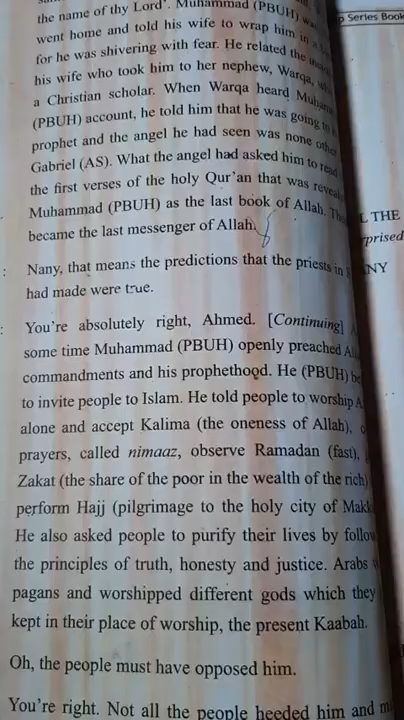 the name of thy Lord'. Muhammad (PBUH)
went home and told his wife to wrap him in a
for he was shivering with fear. He related the
his wife who took him to her nephew, Warqa,
a Christian scholar. When Warqa heard
(PBUH) account, he told him that he was going to
prophet and the angel he had seen was none other
Gabriel (AS). What the angel had asked him to read
the first verses of the holy Qur'an that was
Muhammad (PBUH) as the last book of Allah.
became the last messenger of Allah.
: Nany, that means the predictions that the priests in
had made were true.
: You're absolutely right, Ahmed. [Continuing]
some time Muhammad (PBUH) openly preached
commandments and his prophethood. He (PBUH)
to invite people to Islam. He told people to worship
alone and accept Kalima (the oneness of Allah),
prayers, called nimaaz, observe Ramadan (fast),
Zakat (the share of the poor in the wealth of the rich)
perform Hajj (pilgrimage to the holy city of
He also asked people to purify their lives by
the principles of truth, honesty and justice. Arabs
pagans and worshipped different gods which they
kept in their place of worship, the present Kaabah.
Oh, the people must have opposed him.
You're right. Not all the people heeded him and
p Series Book
L THE
prised
NY